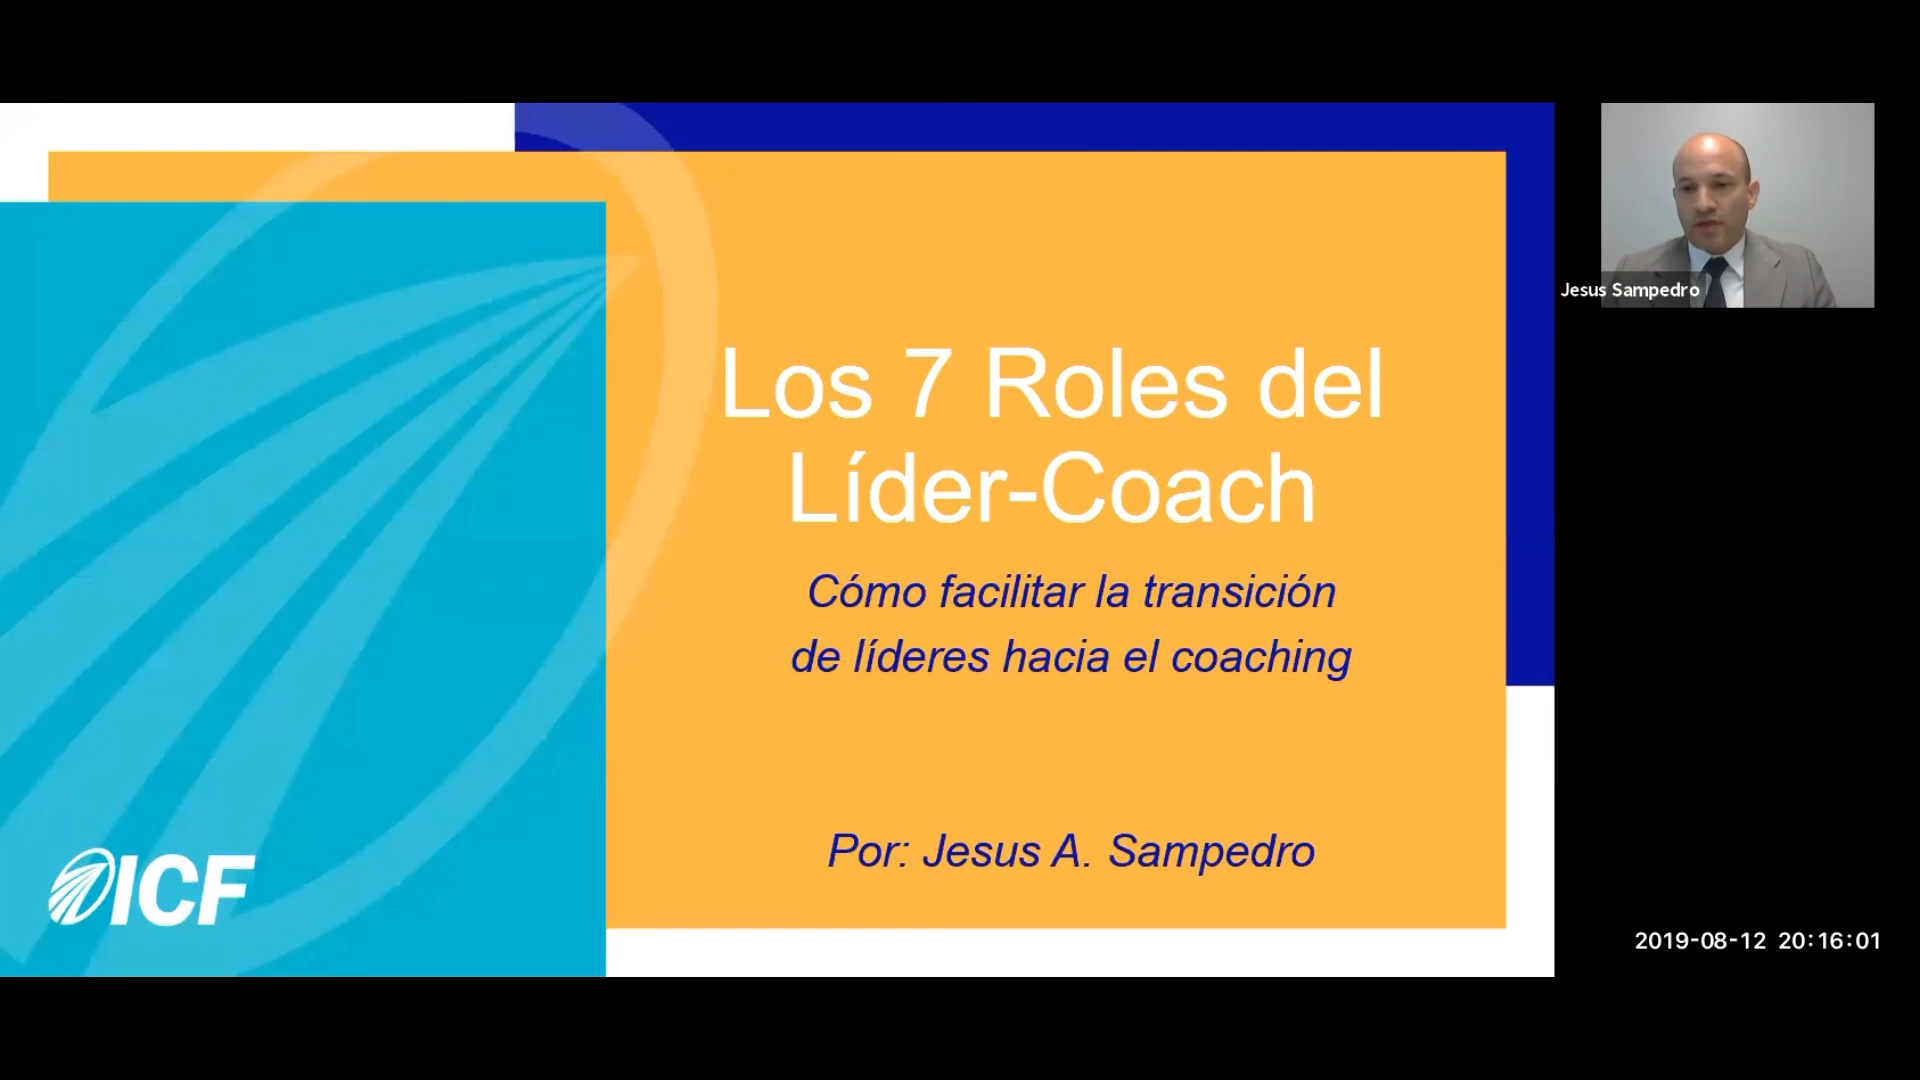 Los 7 Roles del
Líder-Coach
Cómo facilitar la transición
de líderes hacia el coaching
Por: Jesus A. Sampedro
ICF
Jesus Sampedro
2019-08-12 20:16:01